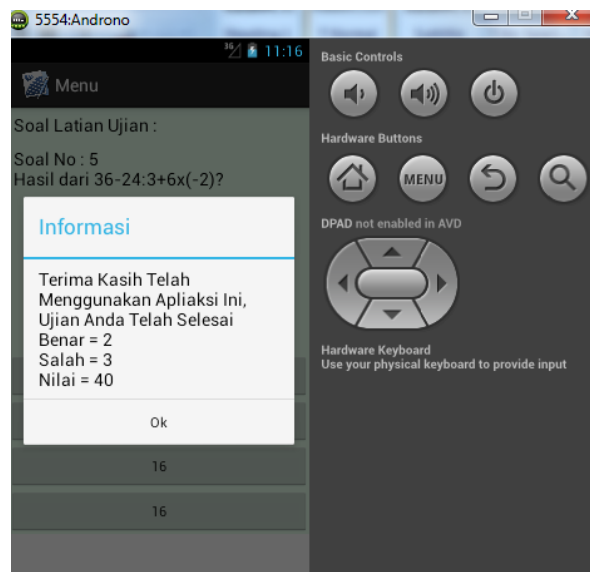 5554:Androno
36 11:16
Menu
Soal Latian Ujian :
Soal No : 5
Hasil dari 36-24:3+6x(-2)?
Informasi
Terima Kasih Telah
Menggunakan Apliaksi Ini,
Ujian Anda Telah Selesai
Benar = 2
Salah = 3
Nilai = 40
Ok
16
16
Basic Controls
Hardware Buttons
MENU
DPAD not enabled in AVD
Hardware Keyboard
Use your physical keyboard to provide input